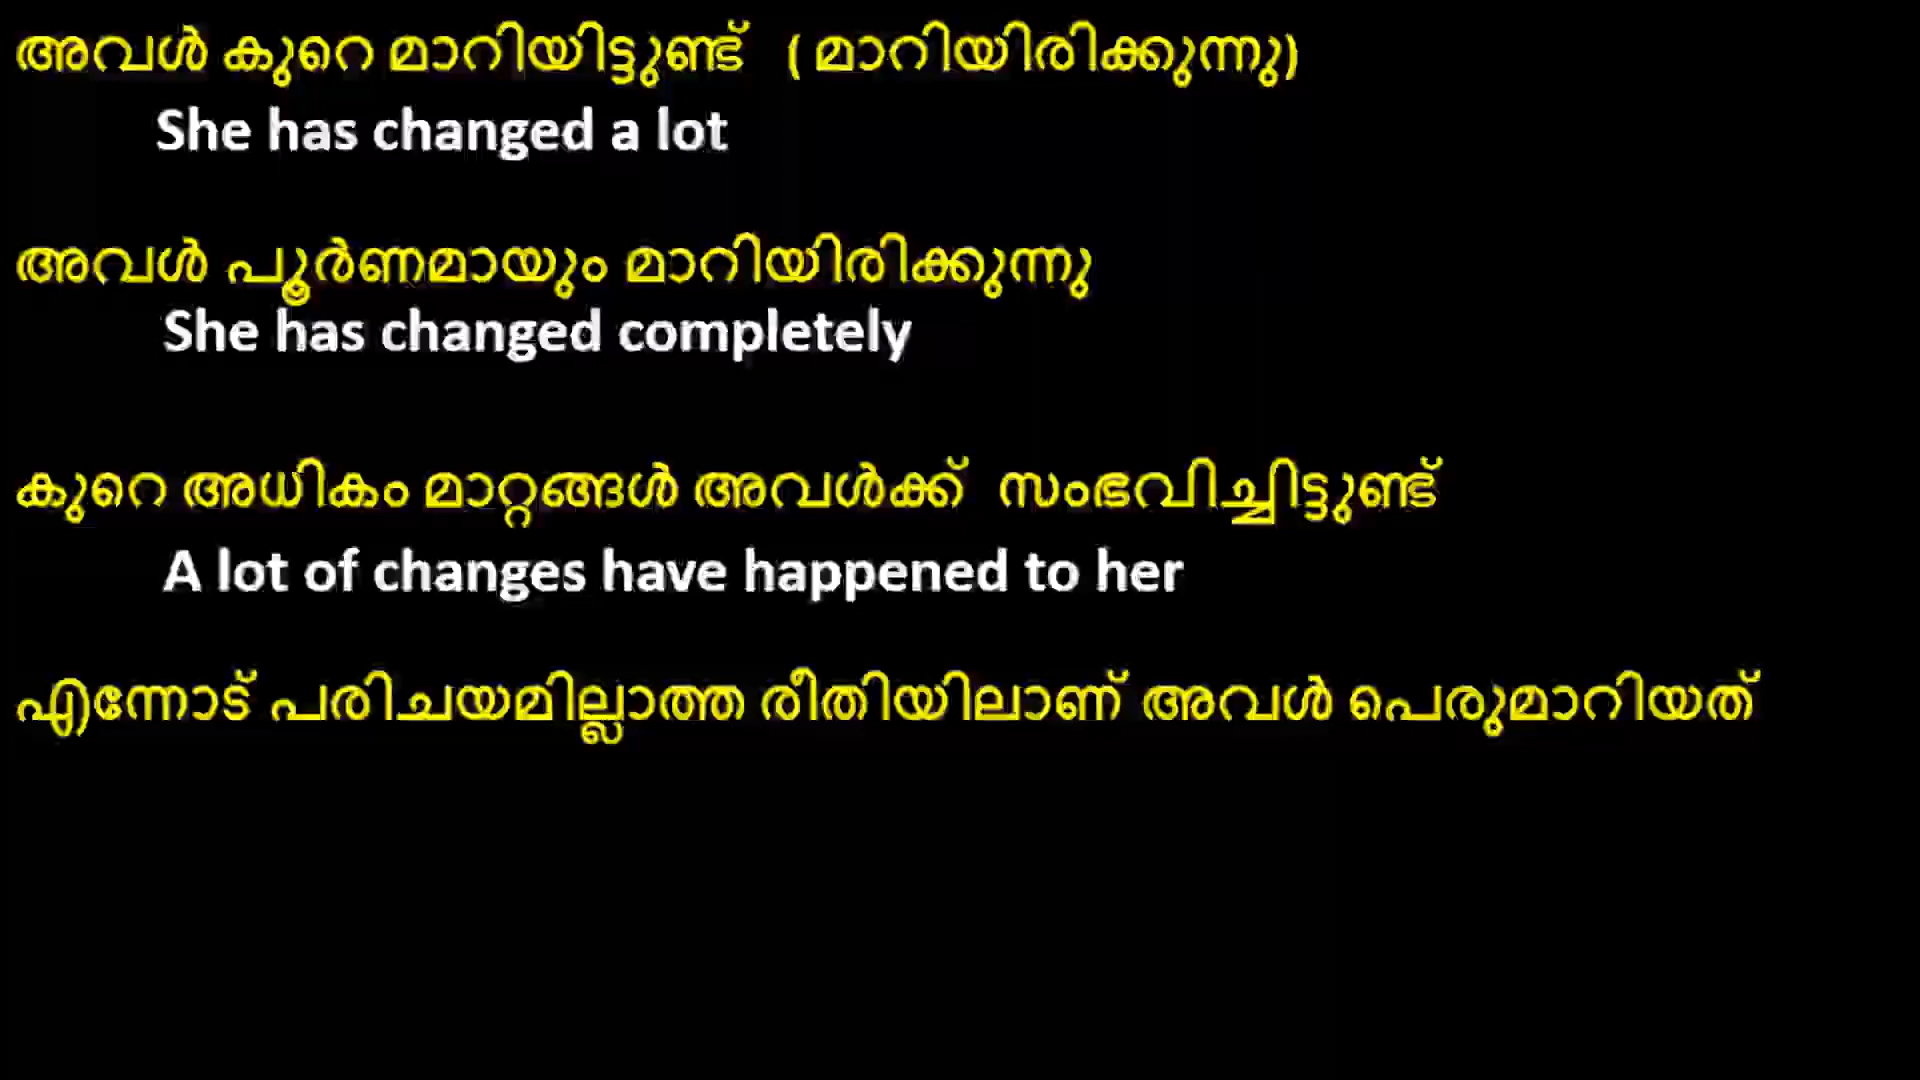 അവൾ കുറെ മാറിയിട്ടുണ്ട് ( മാറിയിരിക്കുന്നു)
She has changed a lot
അവൾ പൂർണമായും മാറിയിരിക്കുന്നു
She has changed completely
കുറെ അധികം മാറ്റങ്ങൾ അവൾക്ക് സംഭവിച്ചിട്ടുണ്ട്
A lot of changes have happened to her
എന്നോട് പരിചയമില്ലാത്ത രീതിയിലാണ് അവൾ പെരുമാറിയത്